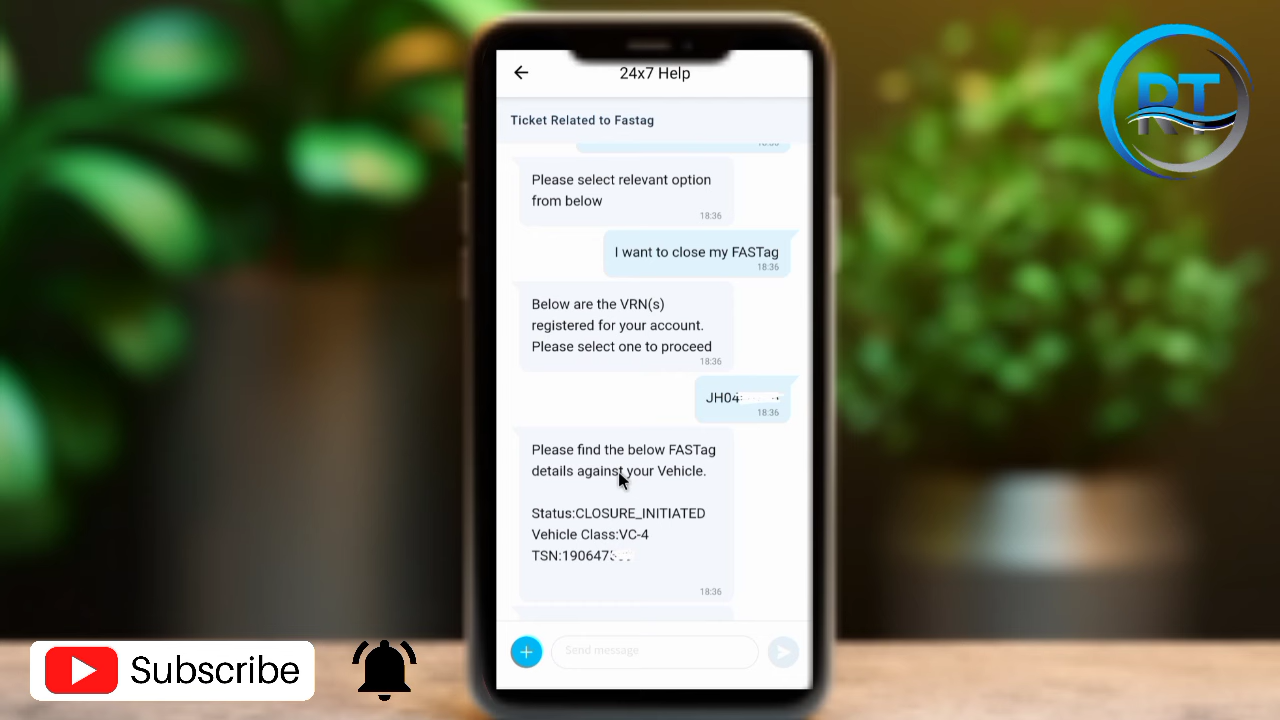 RT
24x7 Help
Ticket Related to Fastag
Please select relevant option
from below
18:36
I want to close my FASTag
18:36
Below are the VRN(s)
registered for your account.
Please select one to proceed
18:36
JH04
18:36
Please find the below FASTag
details against your Vehicle.
Status:CLOSURE_INITIATED
Vehicle Class:VC-4
TSN:190647
18:36
Send message
Subscribe